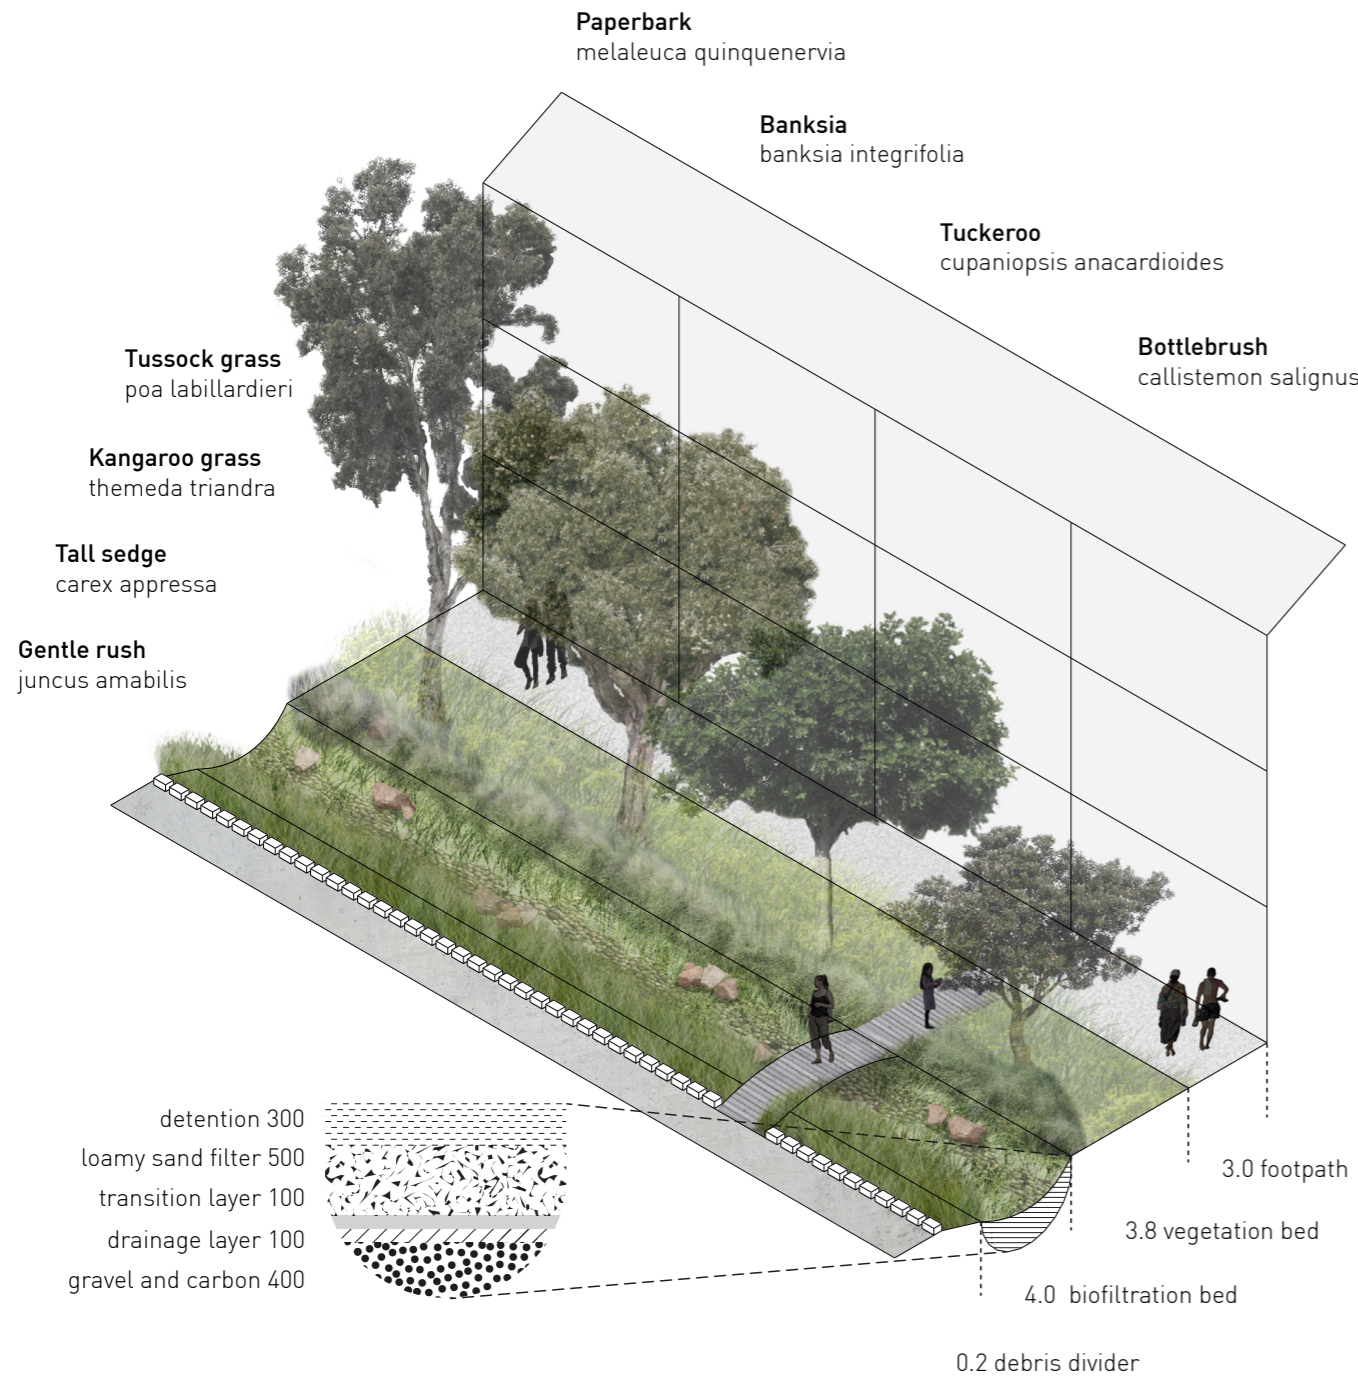 Paperbark
melaleuca quinquenervia
Banksia
banksia integrifolia
Tuckeroo
cupaniopsis anacardioides
Bottlebrush
callistemon salignus
Tussock grass
poa labillardieri
Kangaroo grass
themeda triandra
Tall sedge
carex appressa
Gentle rush
juncus amabilis
detention 300
loamy sand filter 500
transition layer 100
drainage layer 100
gravel and carbon 400
3.0 footpath
3.8 vegetation bed
4.0 biofiltration bed
0.2 debris divider